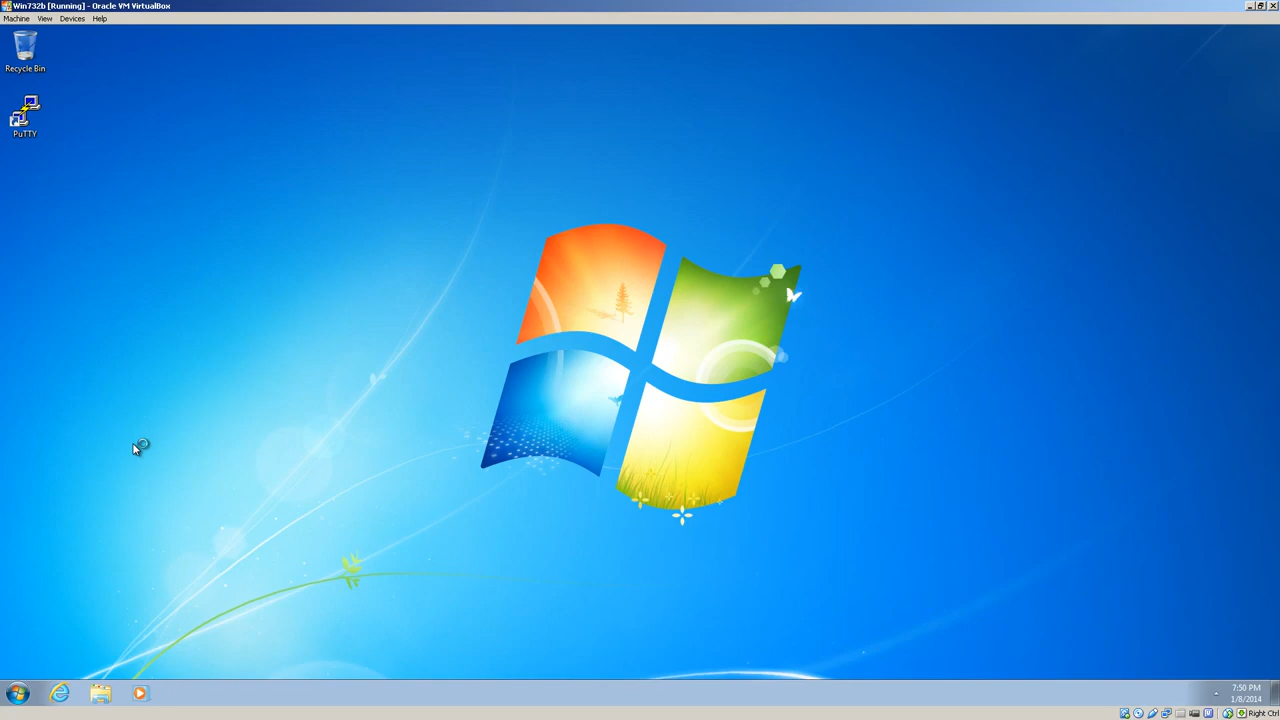 Win732b [Running] - Oracle VM VirtualBox
Machine View Devices Help
Recycle Bin
PuTTY
7:50 PM
1/8/2014
Right Ctrl